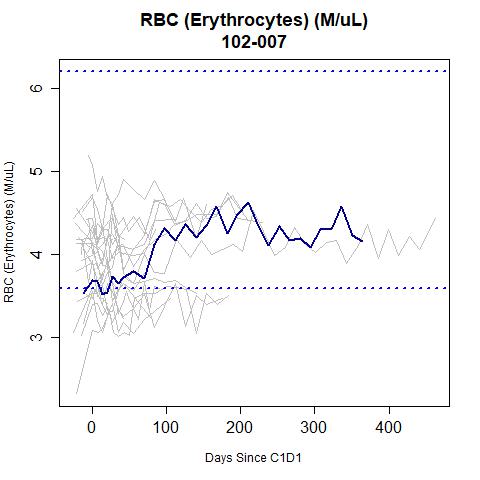 RBC (Erythrocytes) (M/uL)
102-007
RBC (Erythrocytes) (M/uL)
6
5
4
3
0 100 200 300 400
Days Since C1D1